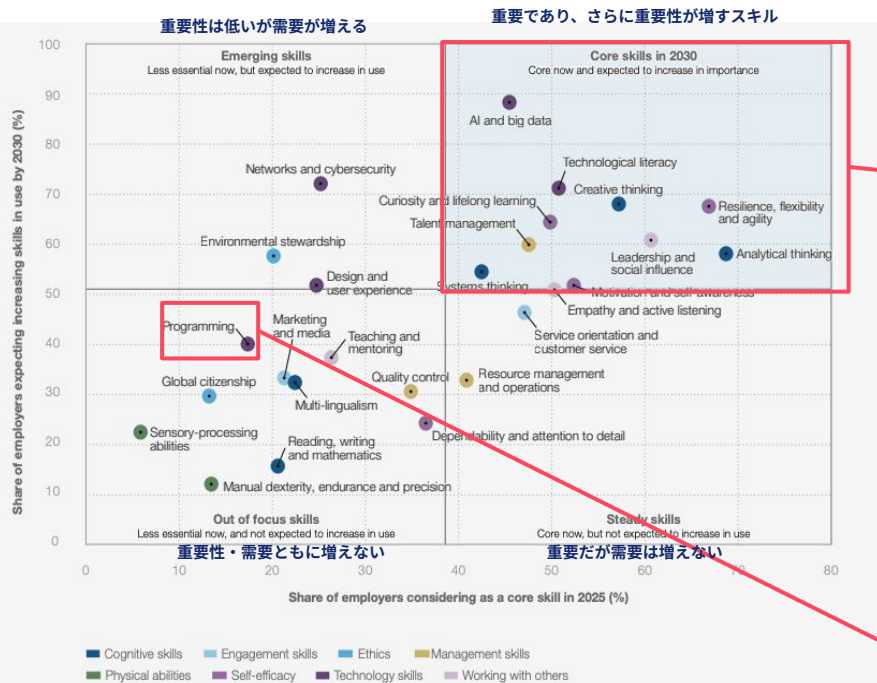 重要性は低いが需要が増える
重要であり、さらに重要性が増すスキル
Emerging skills
Less essential now, but expected to increase in use
Core skills in 2030
Core now and expected to increase in importance
Share of employers expecting increasing skills in use by 2030 (%)
100
90
80
70
60
50
40
30
20
10
0
AI and big data
Networks and cybersecurity
Technological literacy
Creative thinking
Curiosity and lifelong learning
Resilience, flexibility
and agility
Talent management
Environmental stewardship
Leadership and
social influence
Analytical thinking
Design and
user experience
Systems thinking
Motivation and self-awareness
Empathy and active listening
Programming
Marketing
and media
Teaching and
mentoring
Service orientation and
customer service
Global citizenship
Multi-lingualism
Quality control
Resource management
and operations
Sensory-processing
abilities
Reading, writing
and mathematics
Dependability and attention to detail
Manual dexterity, endurance and precision
Out of focus skills
Less essential now, and not expected to increase in use
Steady skills
Core now, but not expected to increase in use
重要性・需要ともに増えない
重要だが需要は増えない
0
10
20
30
40
50
60
70
80
Share of employers considering as a core skill in 2025 (%)
Cognitive skills
Engagement skills
Ethics
Management skills
Physical abilities
Self-efficacy
Technology skills
Working with others